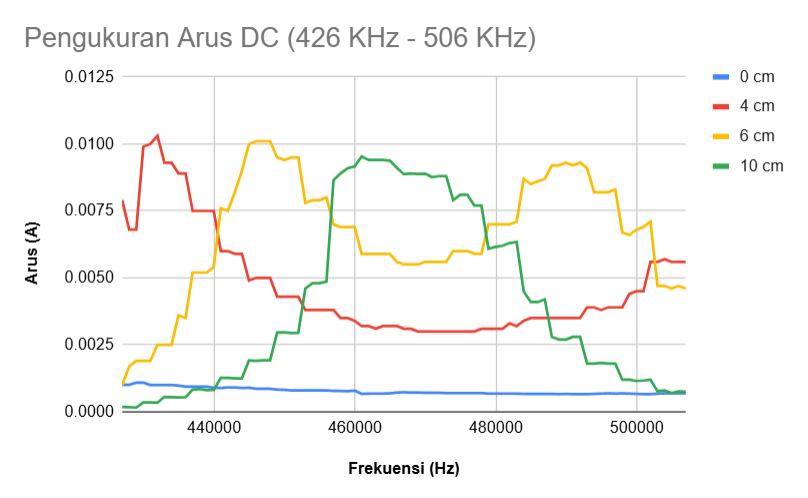 Pengukuran Arus DC (426 KHz - 506 KHz)
0.0125
0.0100
0.0075
0.0050
0.0025
0.0000
Arus (A)
440000 460000 480000 500000
Frekuensi (Hz)
0 cm
4 cm
6 cm
10 cm